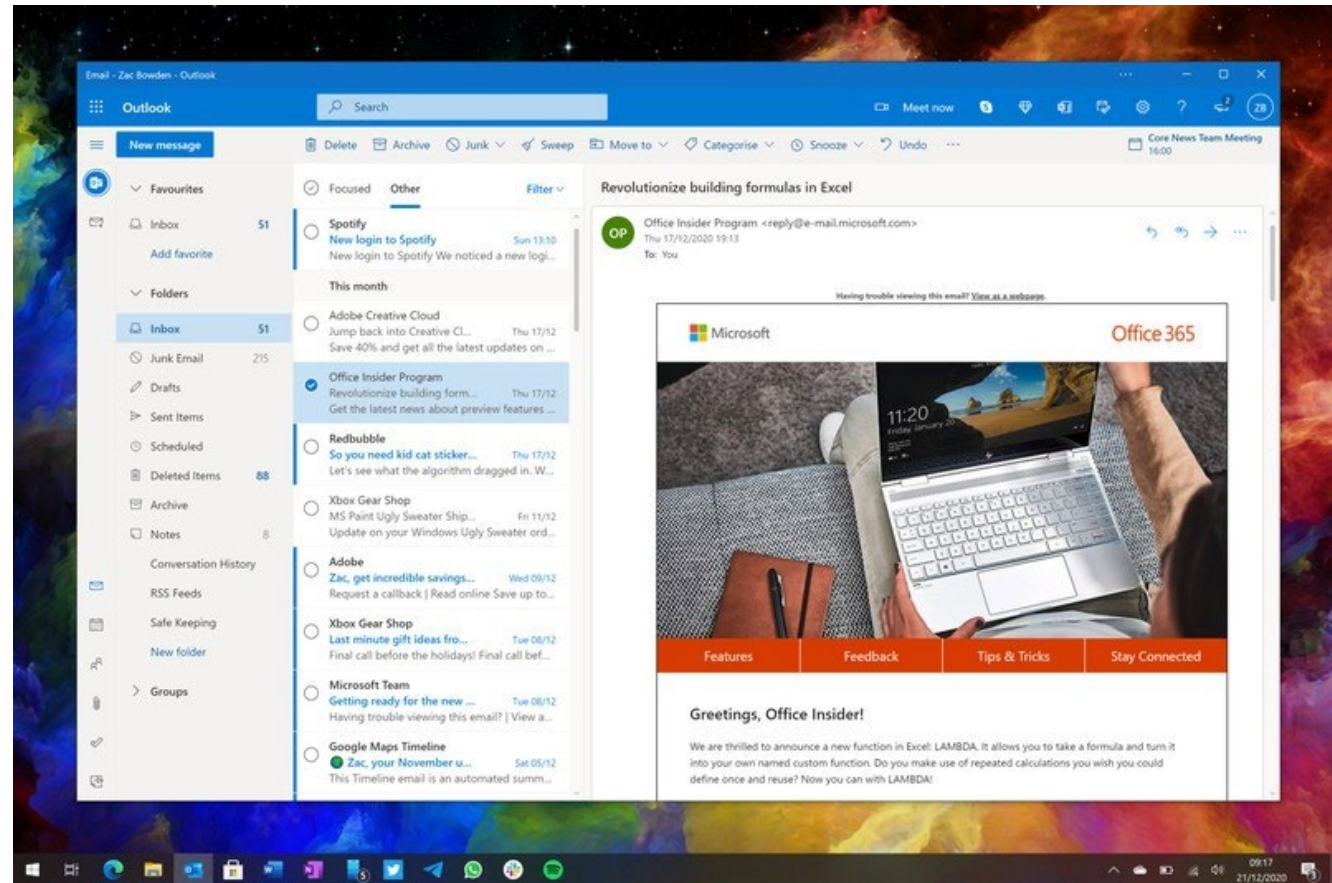 Email - Zac Bowden - Outlook
Outlook
Search
Meet now
2
ZB
New message
Delete
Archive
Junk
Sweep
Move to
Categorise
Snooze
Undo
Core News Team Meeting
16:00
Favourites
Inbox 51
Add favorite
Folders
Inbox 51
Junk Email 215
Drafts
Sent Items
Scheduled
Deleted Items 88
Archive
Notes 8
Conversation History
RSS Feeds
Safe Keeping
New folder
Groups
Focused Other Filter
Spotify
New login to Spotify Sun 13:10
New login to Spotify We noticed a new logi...
This month
Adobe Creative Cloud
Jump back into Creative Cl... Thu 17/12
Save 40% and get all the latest updates on ...
Office Insider Program
Revolutionize building form... Thu 17/12
Get the latest news about preview features ...
Redbubble
So you need kid cat sticker... Thu 17/12
Let's see what the algorithm dragged in. W...
Xbox Gear Shop
MS Paint Ugly Sweater Ship... Fri 11/12
Update on your Windows Ugly Sweater ord...
Adobe
Zac, get incredible savings... Wed 09/12
Request a callback | Read online Save up to...
Xbox Gear Shop
Last minute gift ideas fro... Tue 08/12
Final call before the holidays! Final call bef...
Microsoft Team
Getting ready for the new ... Tue 08/12
Having trouble viewing this email? | View a...
Google Maps Timeline
Zac, your November u... Sat 05/12
This Timeline email is an automated summ...
Revolutionize building formulas in Excel
OP
Office Insider Program <reply@e-mail.microsoft.com>
Thu 17/12/2020 19:13
To: You
Having trouble viewing this email? View as a webpage.
Microsoft
Office 365
11:20
Friday, January 20
Features
Feedback
Tips & Tricks
Stay Connected
Greetings, Office Insider!
We are thrilled to announce a new function in Excel: LAMBDA. It allows you to take a formula and turn it
into your own named custom function. Do you make use of repeated calculations you wish you could
define once and reuse? Now you can with LAMBDA!
09:17
21/12/2020